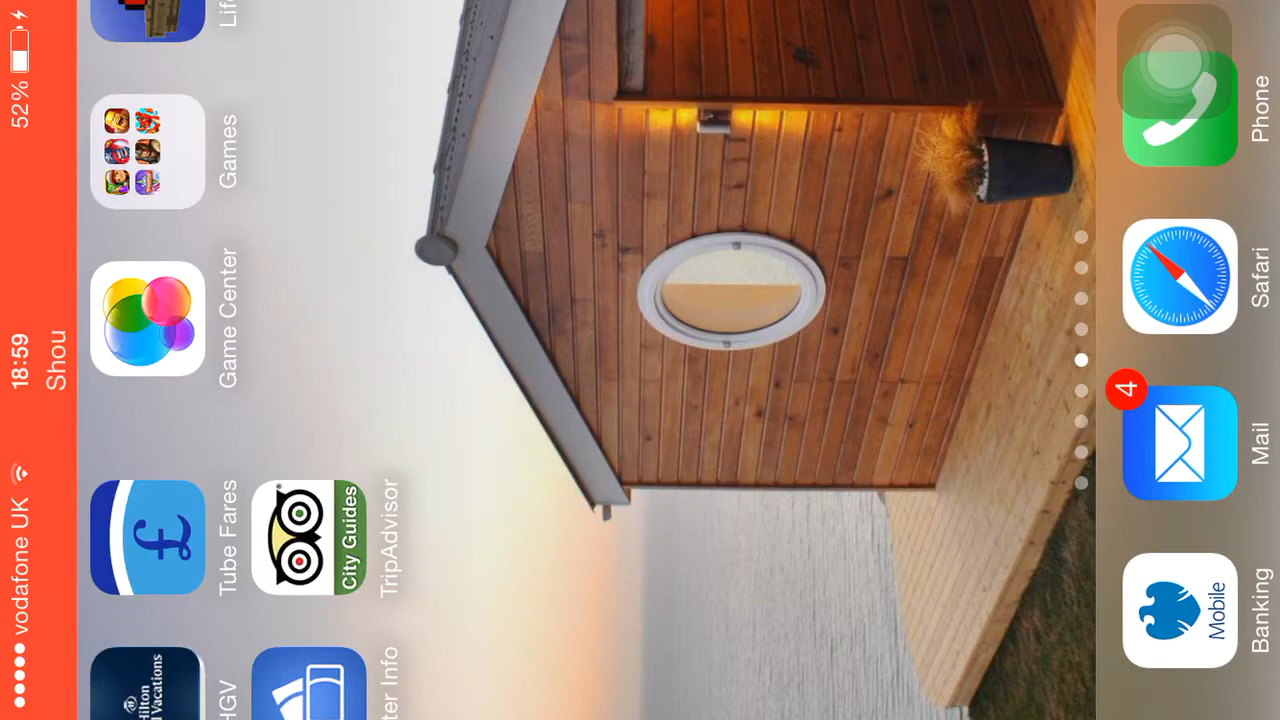 vodafone UK 18:59 52%
Shou
Hilton
Vacations
£
HGV Tube Fares Game Center Games
City Guides
TripAdvisor
4
Mobile
Banking Mail Safari Phone